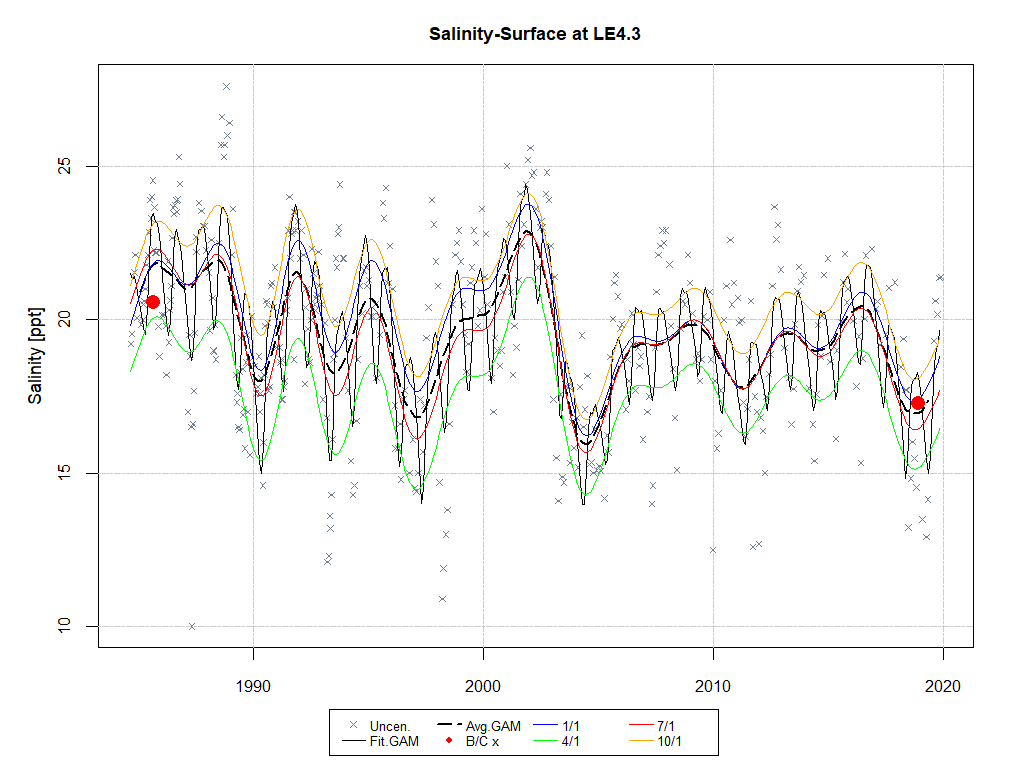 Salinity-Surface at LE4.3
Salinity [ppt]
25
20
15
10
1990 2000 2010 2020
Uncen. Avg.GAM 1/1 7/1
Fit.GAM B/C x 4/1 10/1